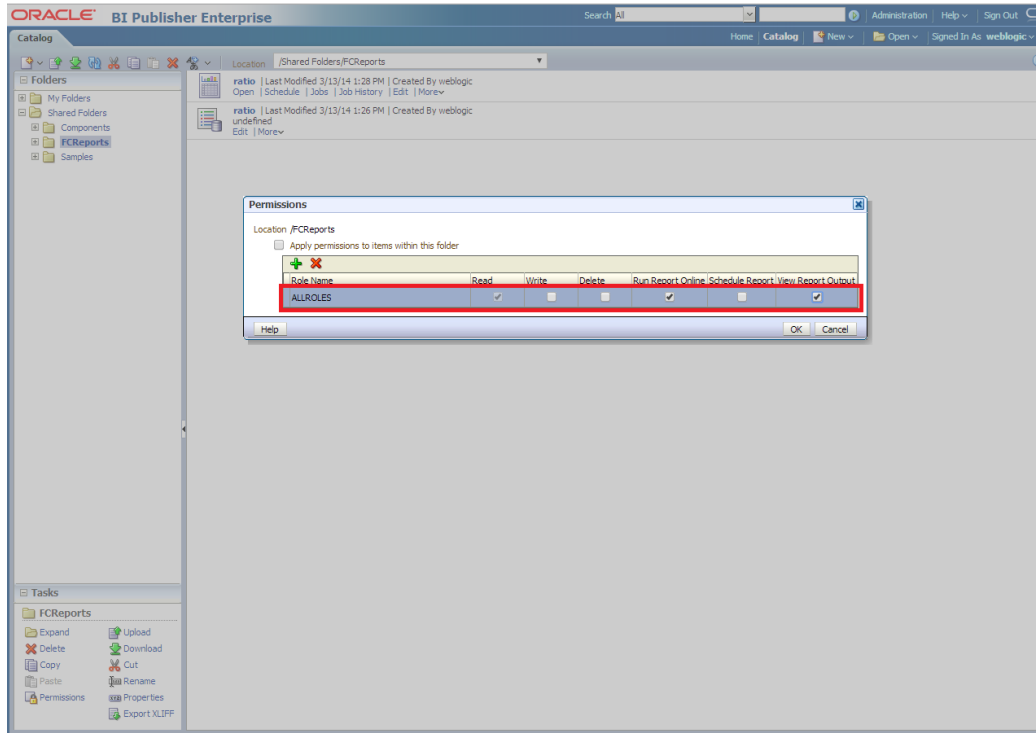 ORACLE BI Publisher Enterprise Search All Administration Help Sign Out
Catalog Home Catalog New Open Signed In As weblogic
Location /Shared Folders/FCReports
Folders
My Folders
Shared Folders
Components
FCReports
Samples
ratio | Last Modified 3/13/14 1:28 PM | Created By weblogic
Open | Schedule | Jobs | Job History | Edit | More
ratio | Last Modified 3/13/14 1:26 PM | Created By weblogic
undefined
Edit | More
Permissions
Location /FCReports
Apply permissions to items within this folder
Role Name Read Write Delete Run Report Online Schedule Report View Report Output
ALLROLES
Help OK Cancel
Tasks
FCReports
Expand Upload
Delete Download
Copy Cut
Paste Rename
Permissions Properties
Export XLIFF